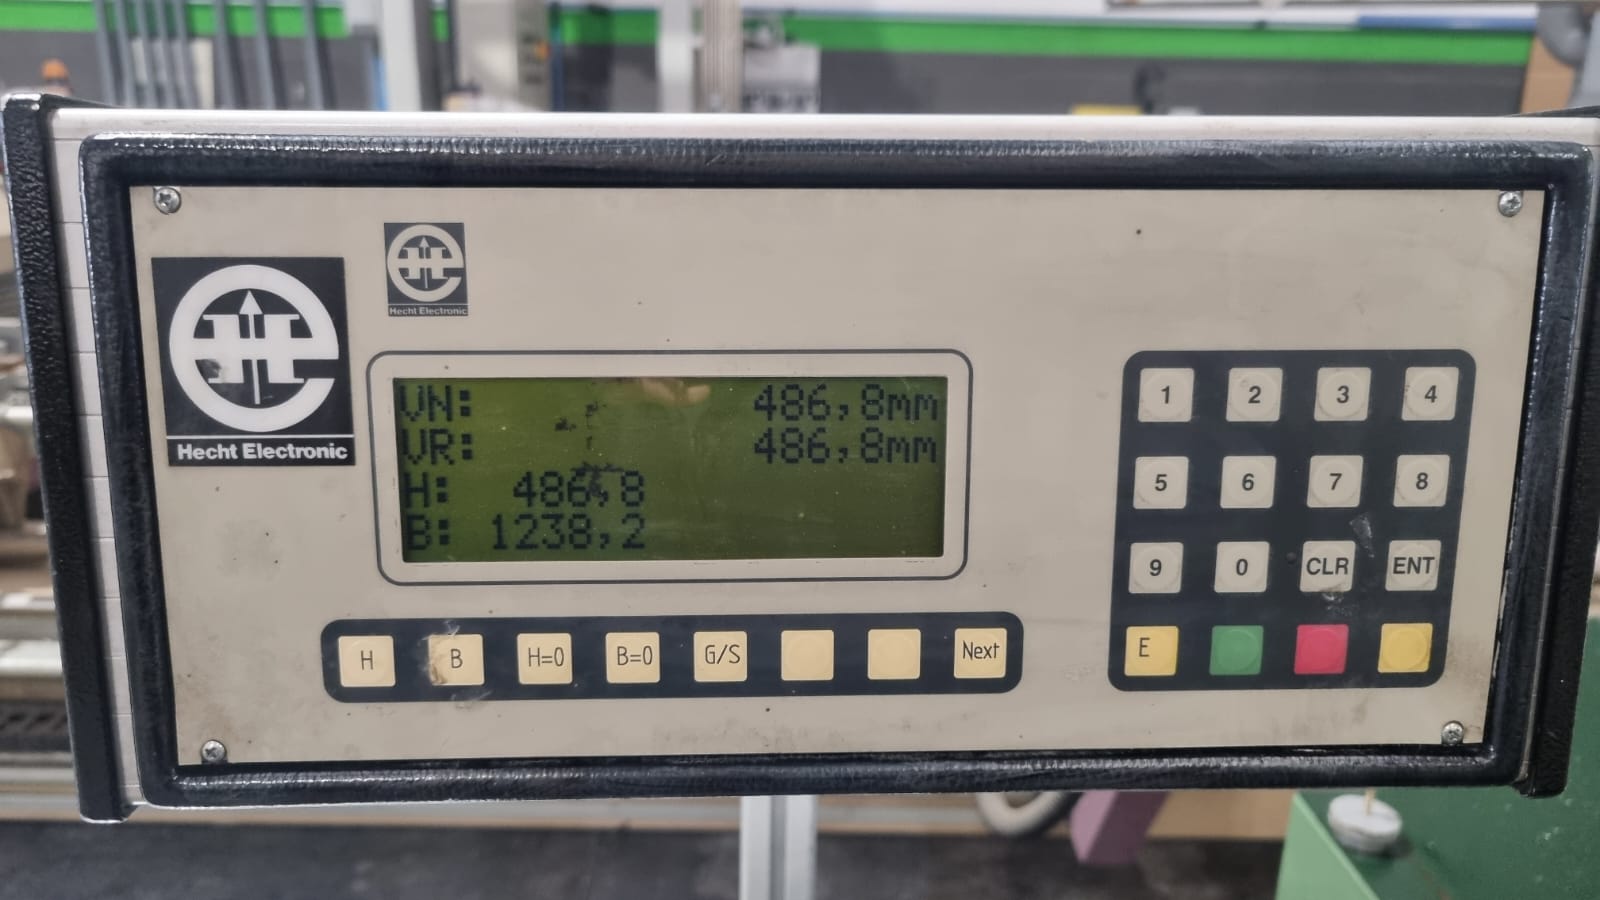 Hecht Electronic
Hecht Electronic
VN: 486,8mm
VR: 486,8mm
H: 486,8
B: 1238,2
H B H=0 B=0 G/S Next
1 2 3 4
5 6 7 8
9 0 CLR ENT
E